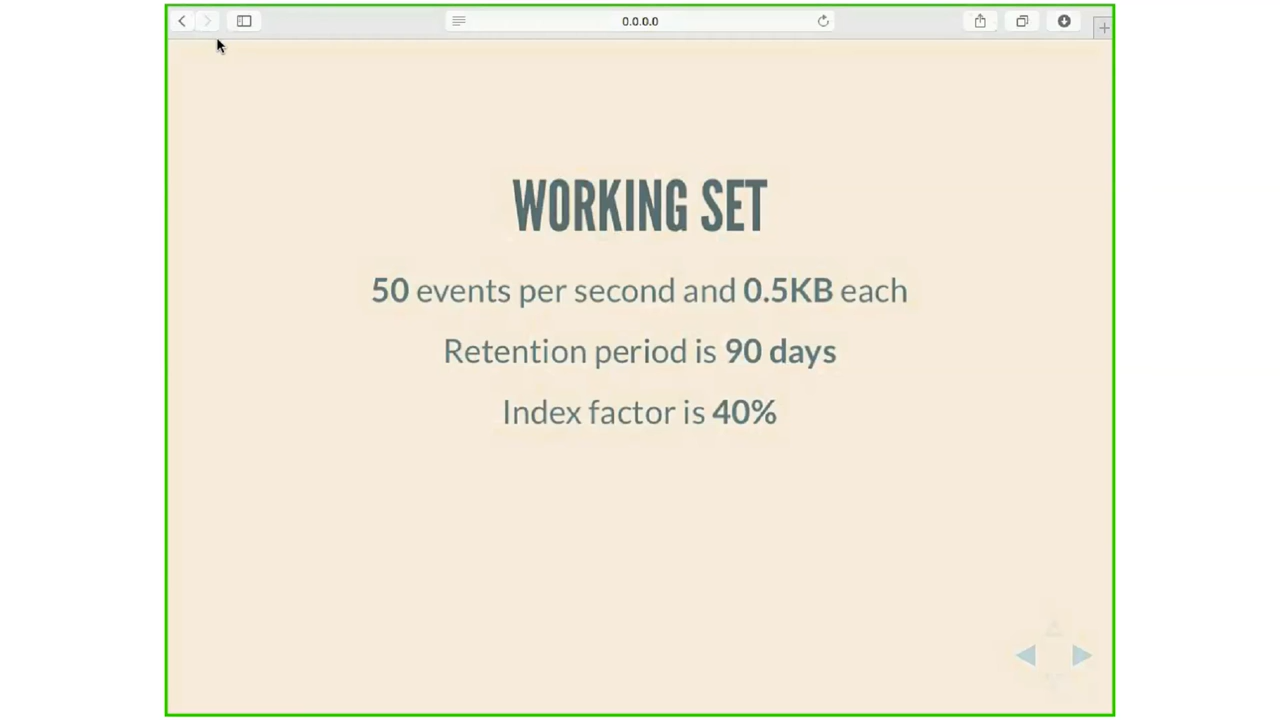 0.0.0.0
WORKING SET
50 events per second and 0.5KB each
Retention period is 90 days
Index factor is 40%